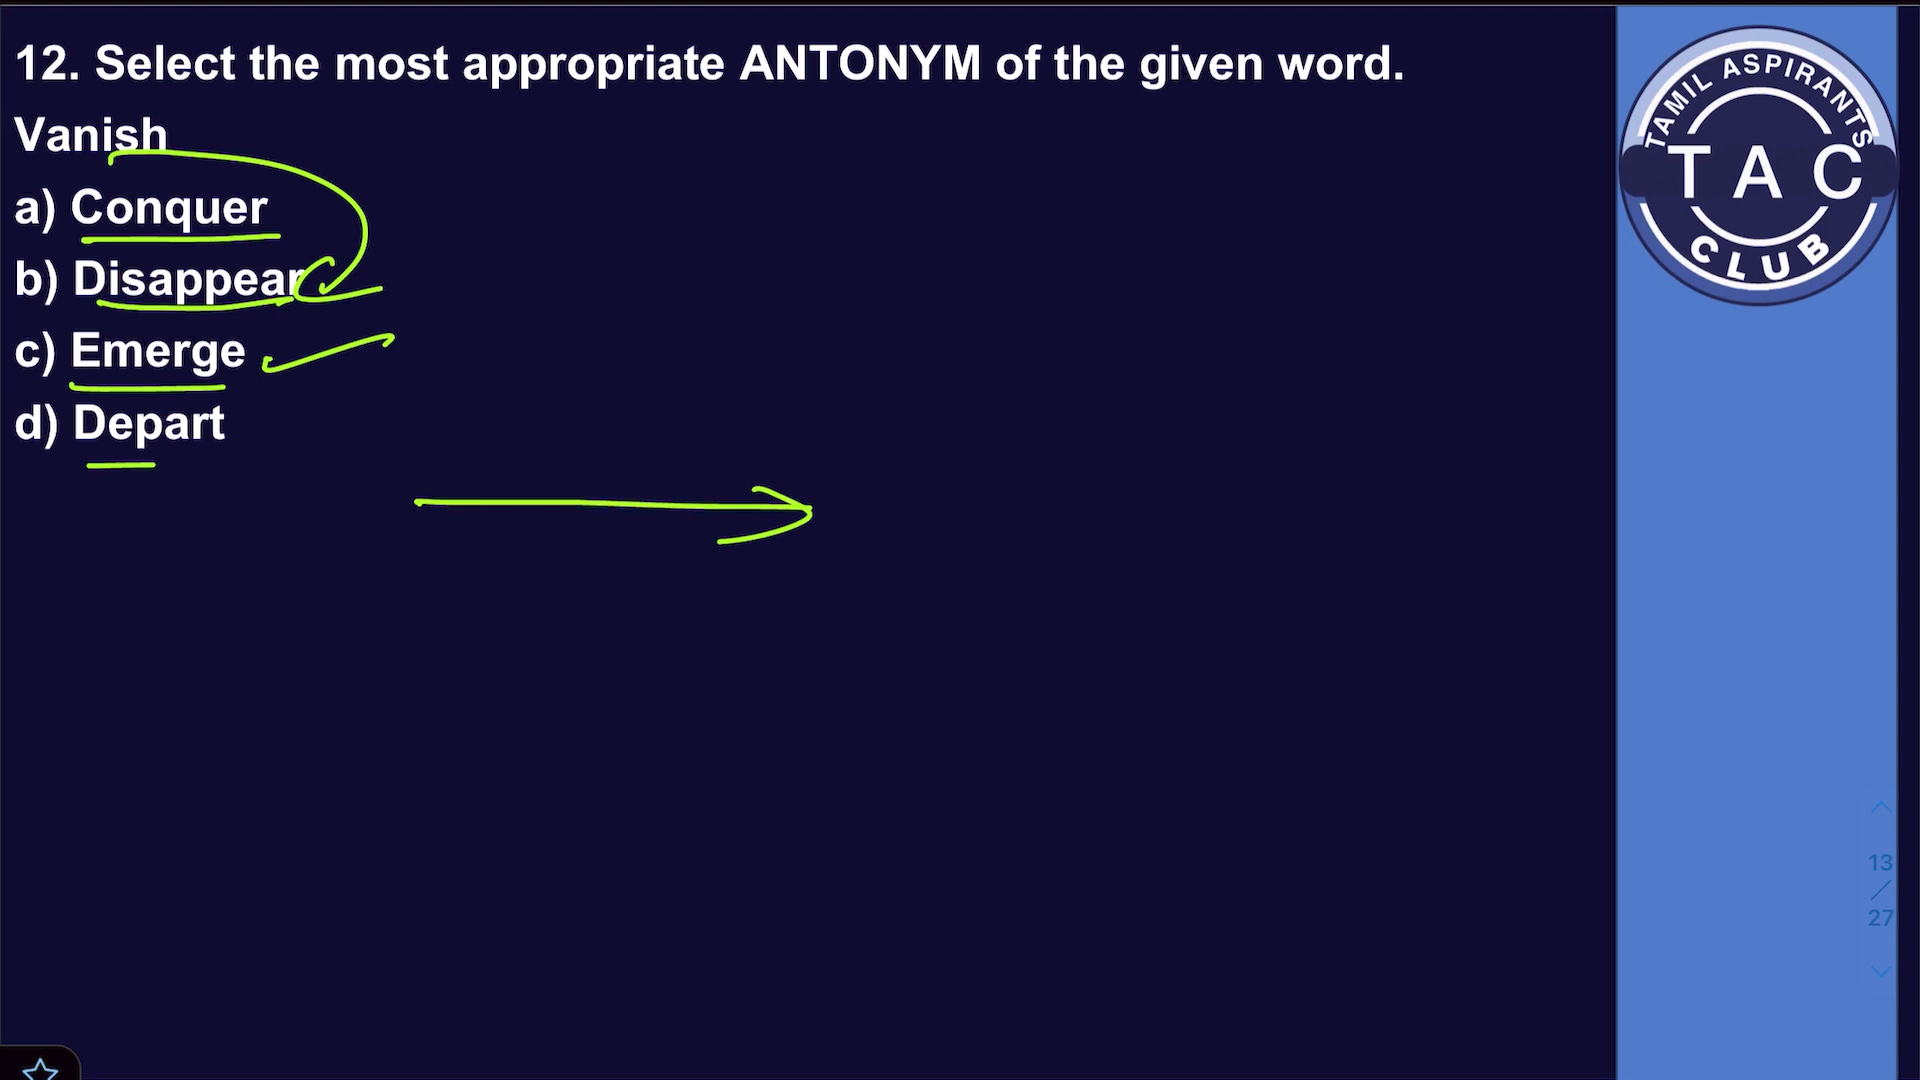 12. Select the most appropriate ANTONYM of the given word.
Vanish
a) Conquer
b) Disappear
c) Emerge
d) Depart
TAMIL ASPIRANTS
TAC
CLUB
13
/
27